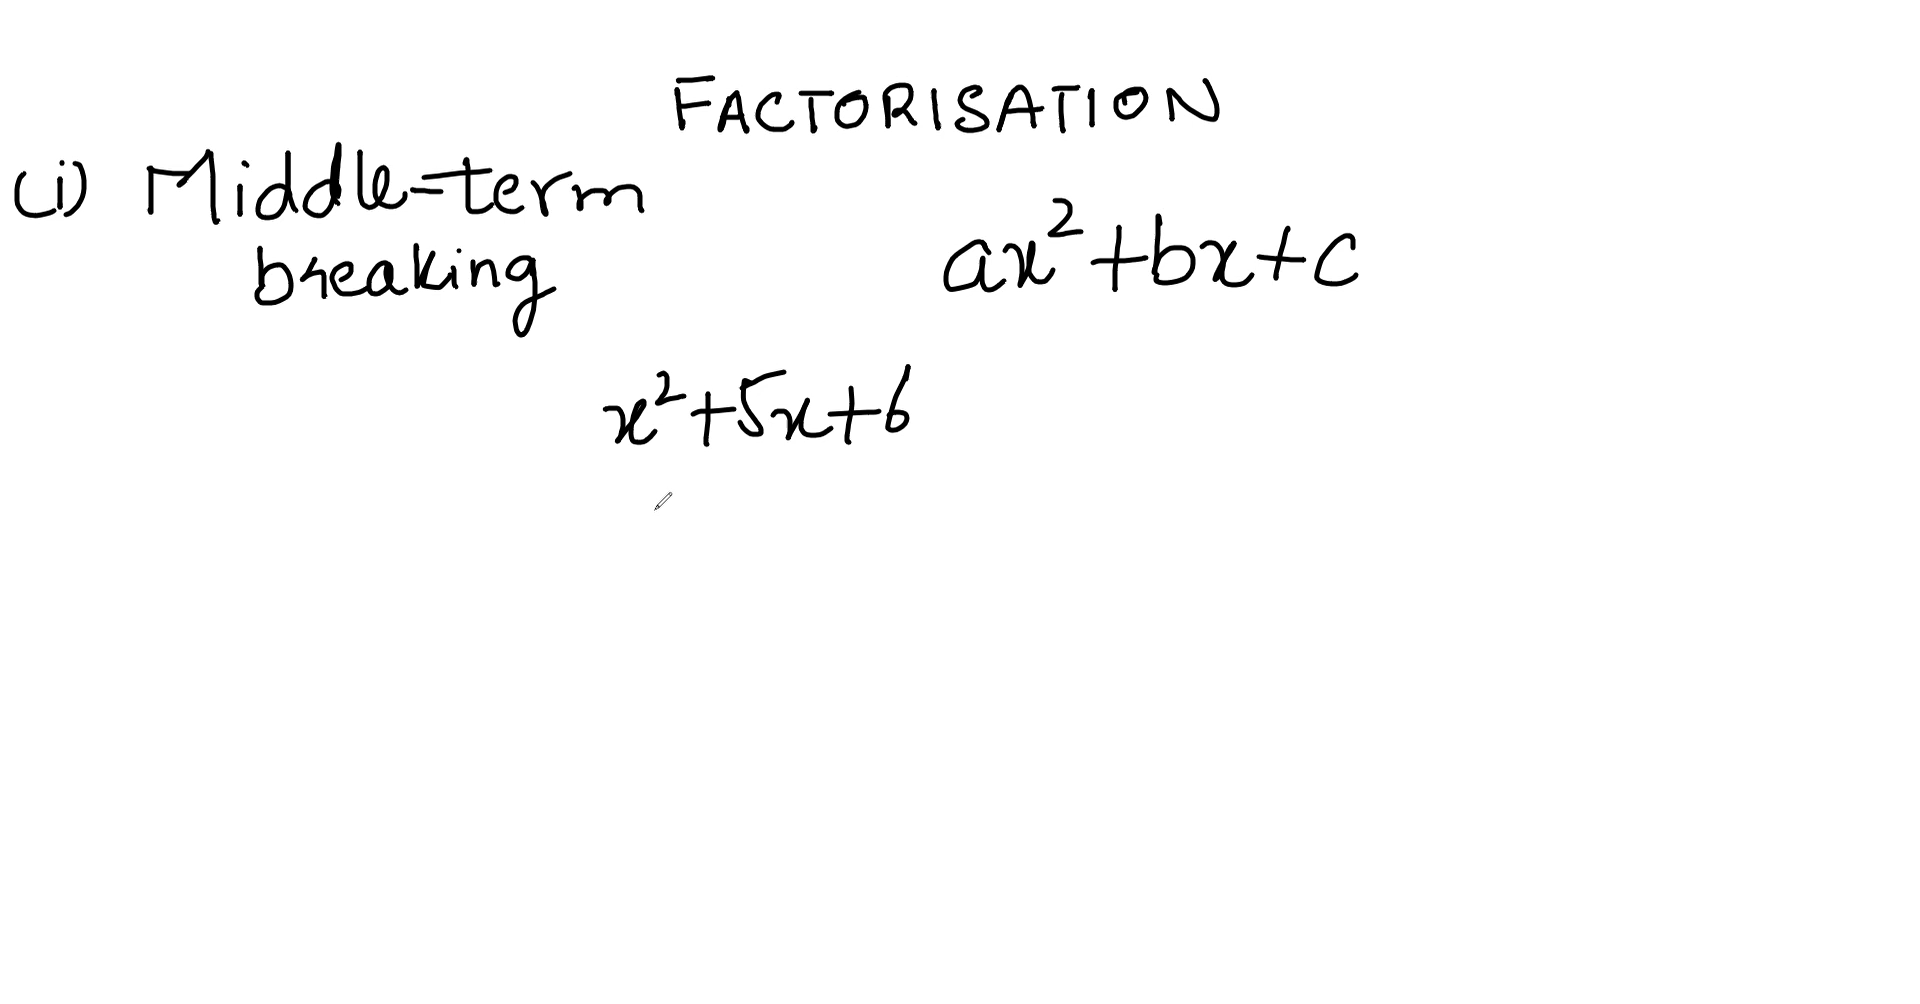 FACTORISATION
(i) Middle-term
breaking
ax²+bx+c
x²+5x+6